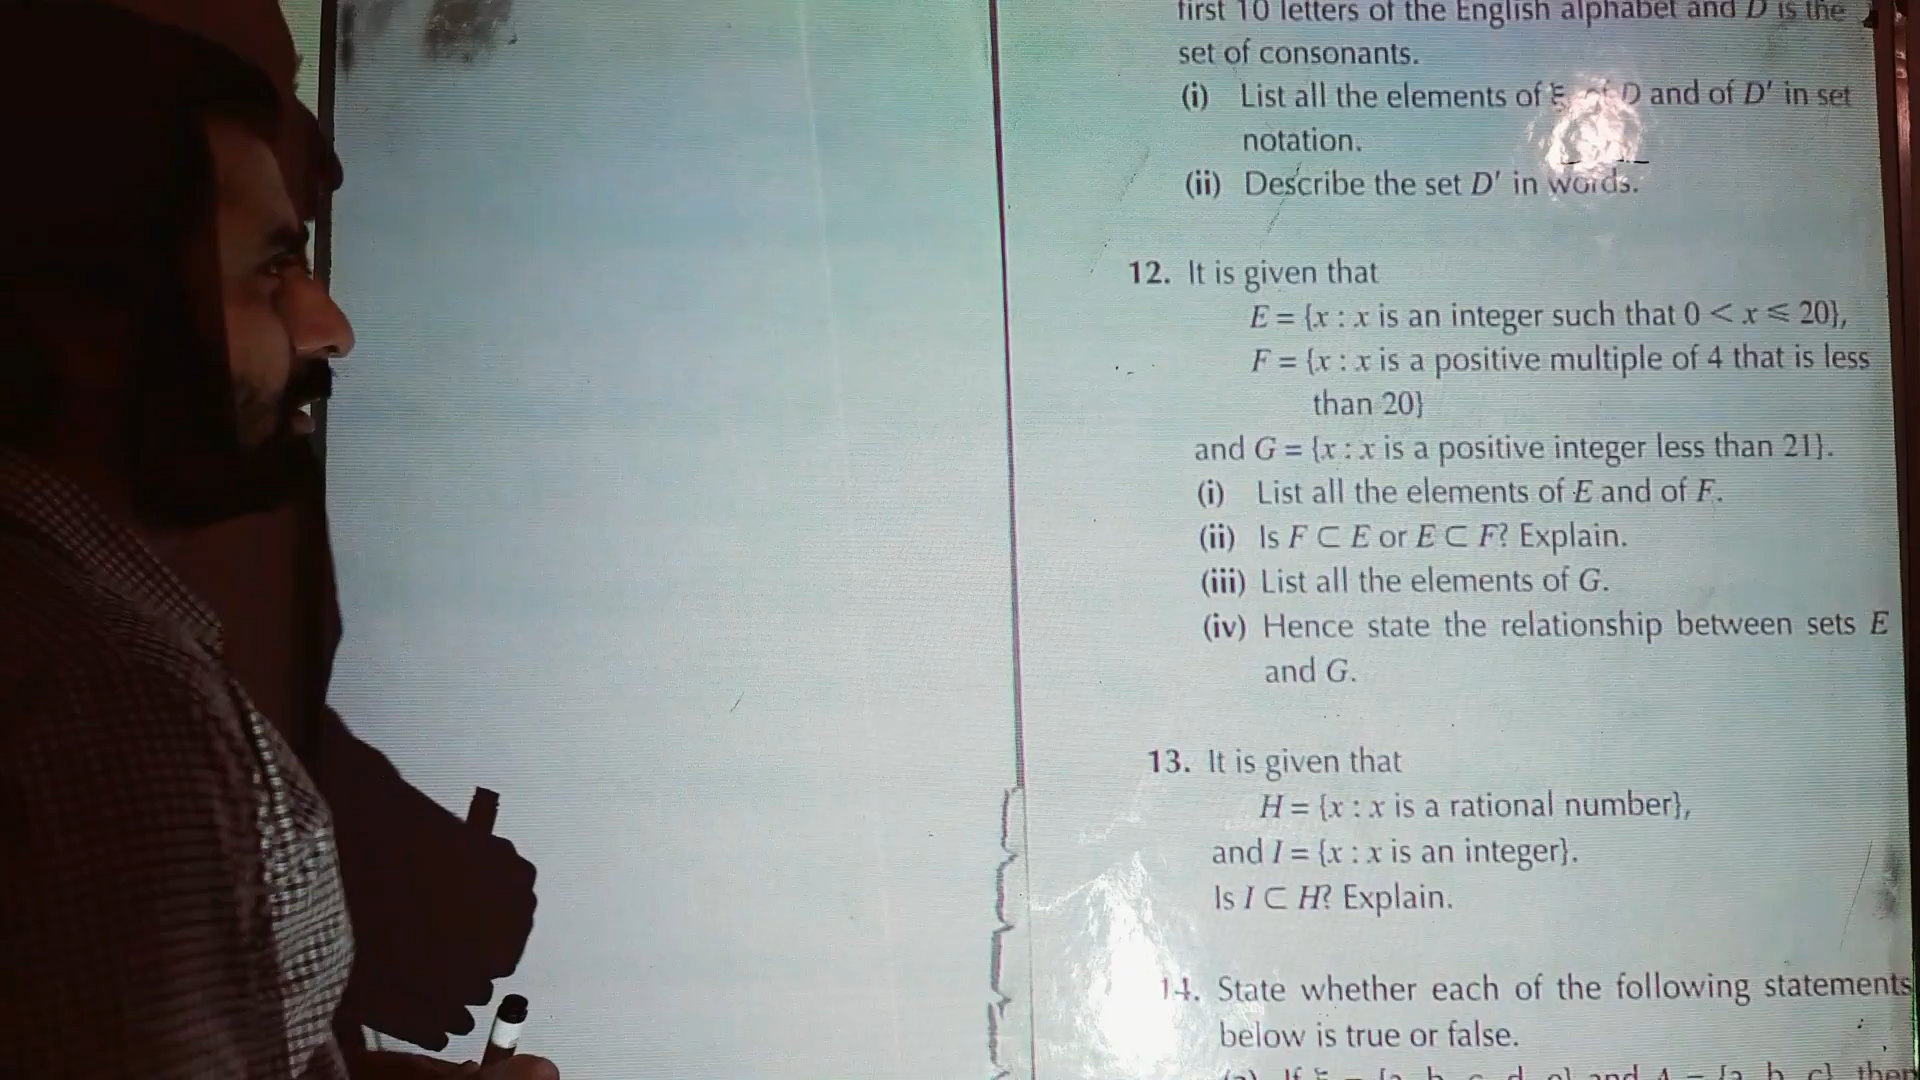 first 10 letters of the English alphabet and D is the
set of consonants.
(i) List all the elements of ξ, of D and of D′ in set
notation.
(ii) Describe the set D′ in words.
12. It is given that
E = {x : x is an integer such that 0 < x ⩽ 20},
F = {x : x is a positive multiple of 4 that is less
than 20}
and G = {x : x is a positive integer less than 21}.
(i) List all the elements of E and of F.
(ii) Is F ⊂ E or E ⊂ F? Explain.
(iii) List all the elements of G.
(iv) Hence state the relationship between sets E
and G.
13. It is given that
H = {x : x is a rational number},
and I = {x : x is an integer}.
Is I ⊂ H? Explain.
14. State whether each of the following statements
below is true or false.
(a) If ξ = {a, b, c, d, e} and A = {a, b, c}, then